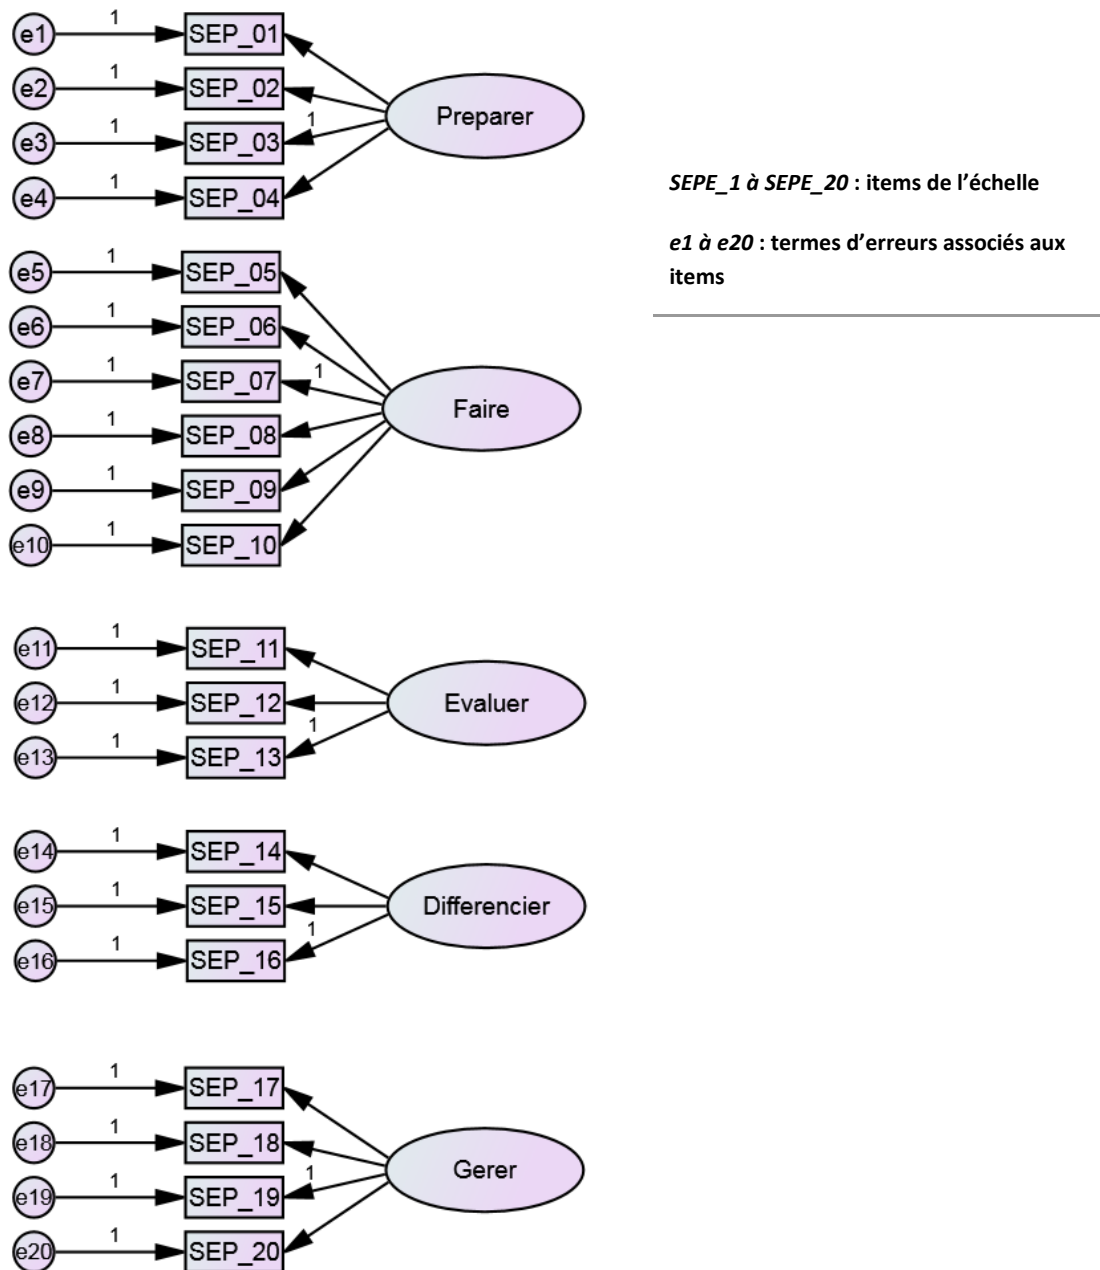 e1 1 SEP_01
e2 1 SEP_02
Preparer
e3 1 SEP_03 1
e4 1 SEP_04
SEPE_1 à SEPE_20 : items de l’échelle
e1 à e20 : termes d’erreurs associés aux
items
e5 1 SEP_05
e6 1 SEP_06
e7 1 SEP_07 1
Faire
e8 1 SEP_08
e9 1 SEP_09
e10 1 SEP_10
e11 1 SEP_11
e12 1 SEP_12
Evaluer
e13 1 SEP_13 1
e14 1 SEP_14
e15 1 SEP_15
Differencier
e16 1 SEP_16 1
e17 1 SEP_17
e18 1 SEP_18
Gerer
e19 1 SEP_19 1
e20 1 SEP_20